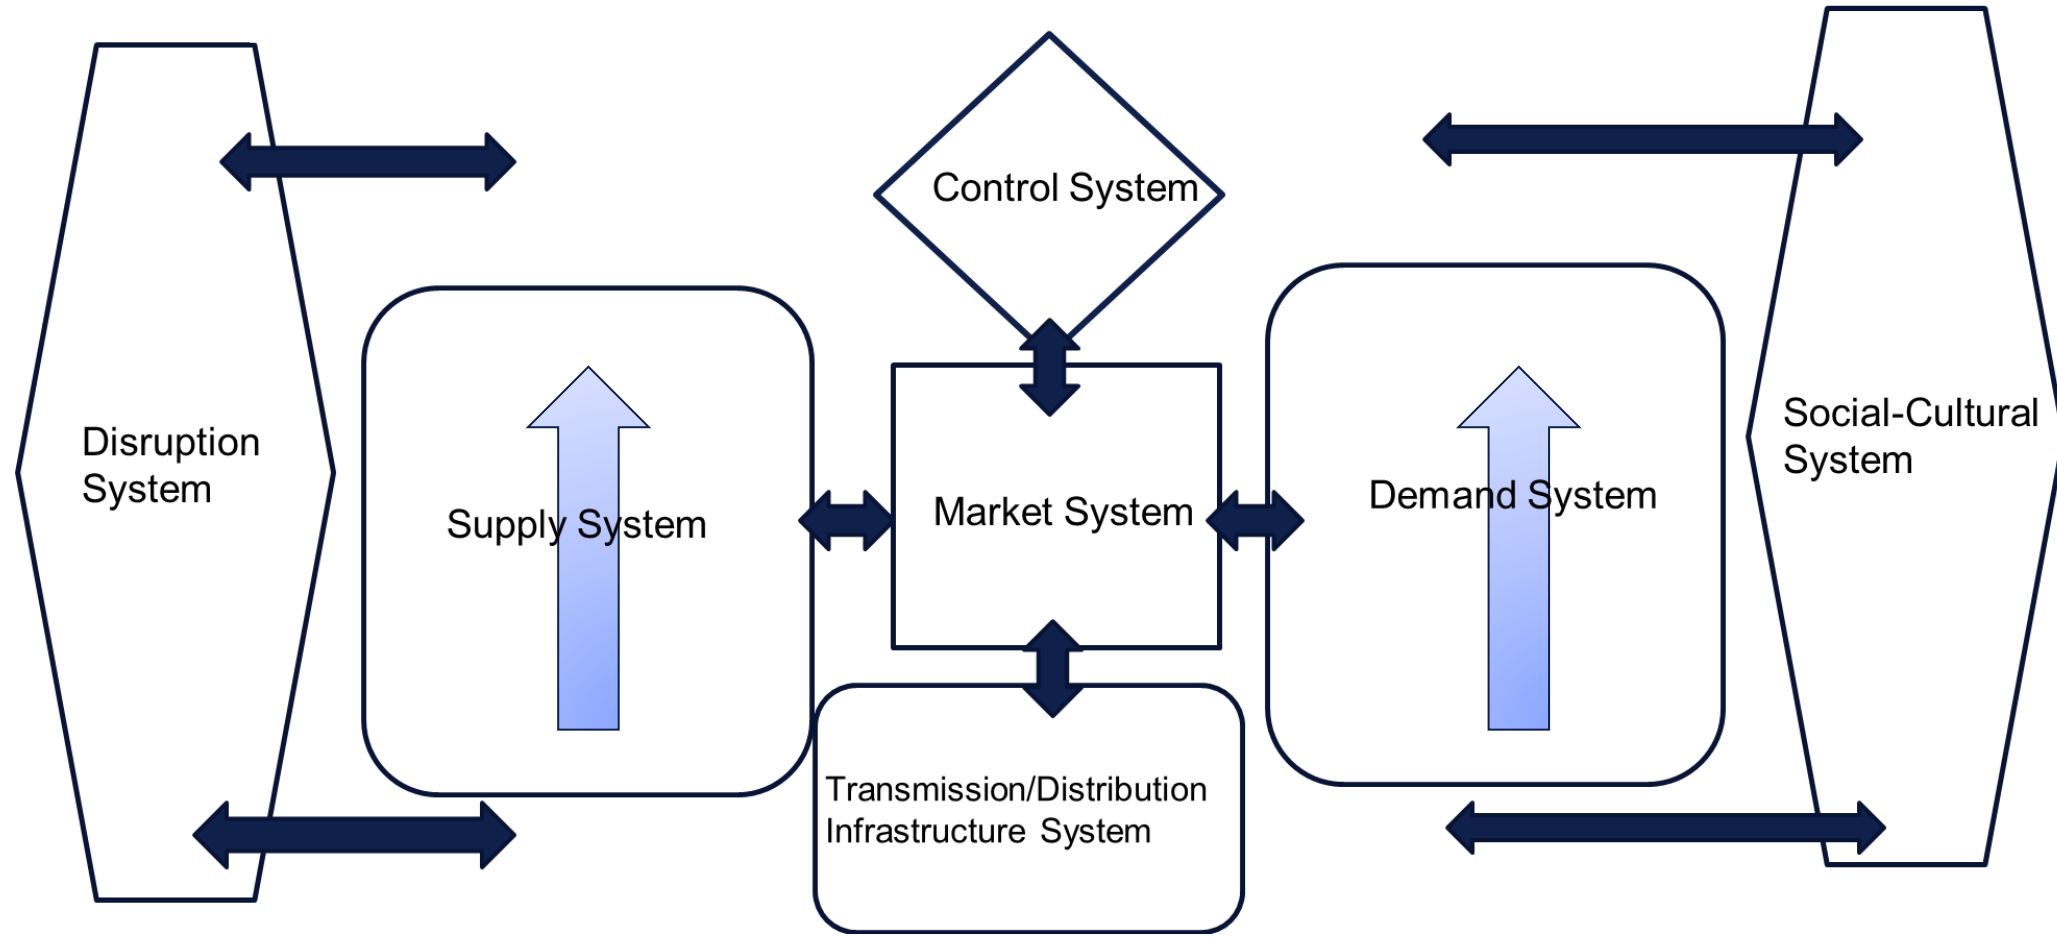 Control System
Disruption
System
Supply System
Market System
Demand System
Social-Cultural
System
Transmission/Distribution
Infrastructure System